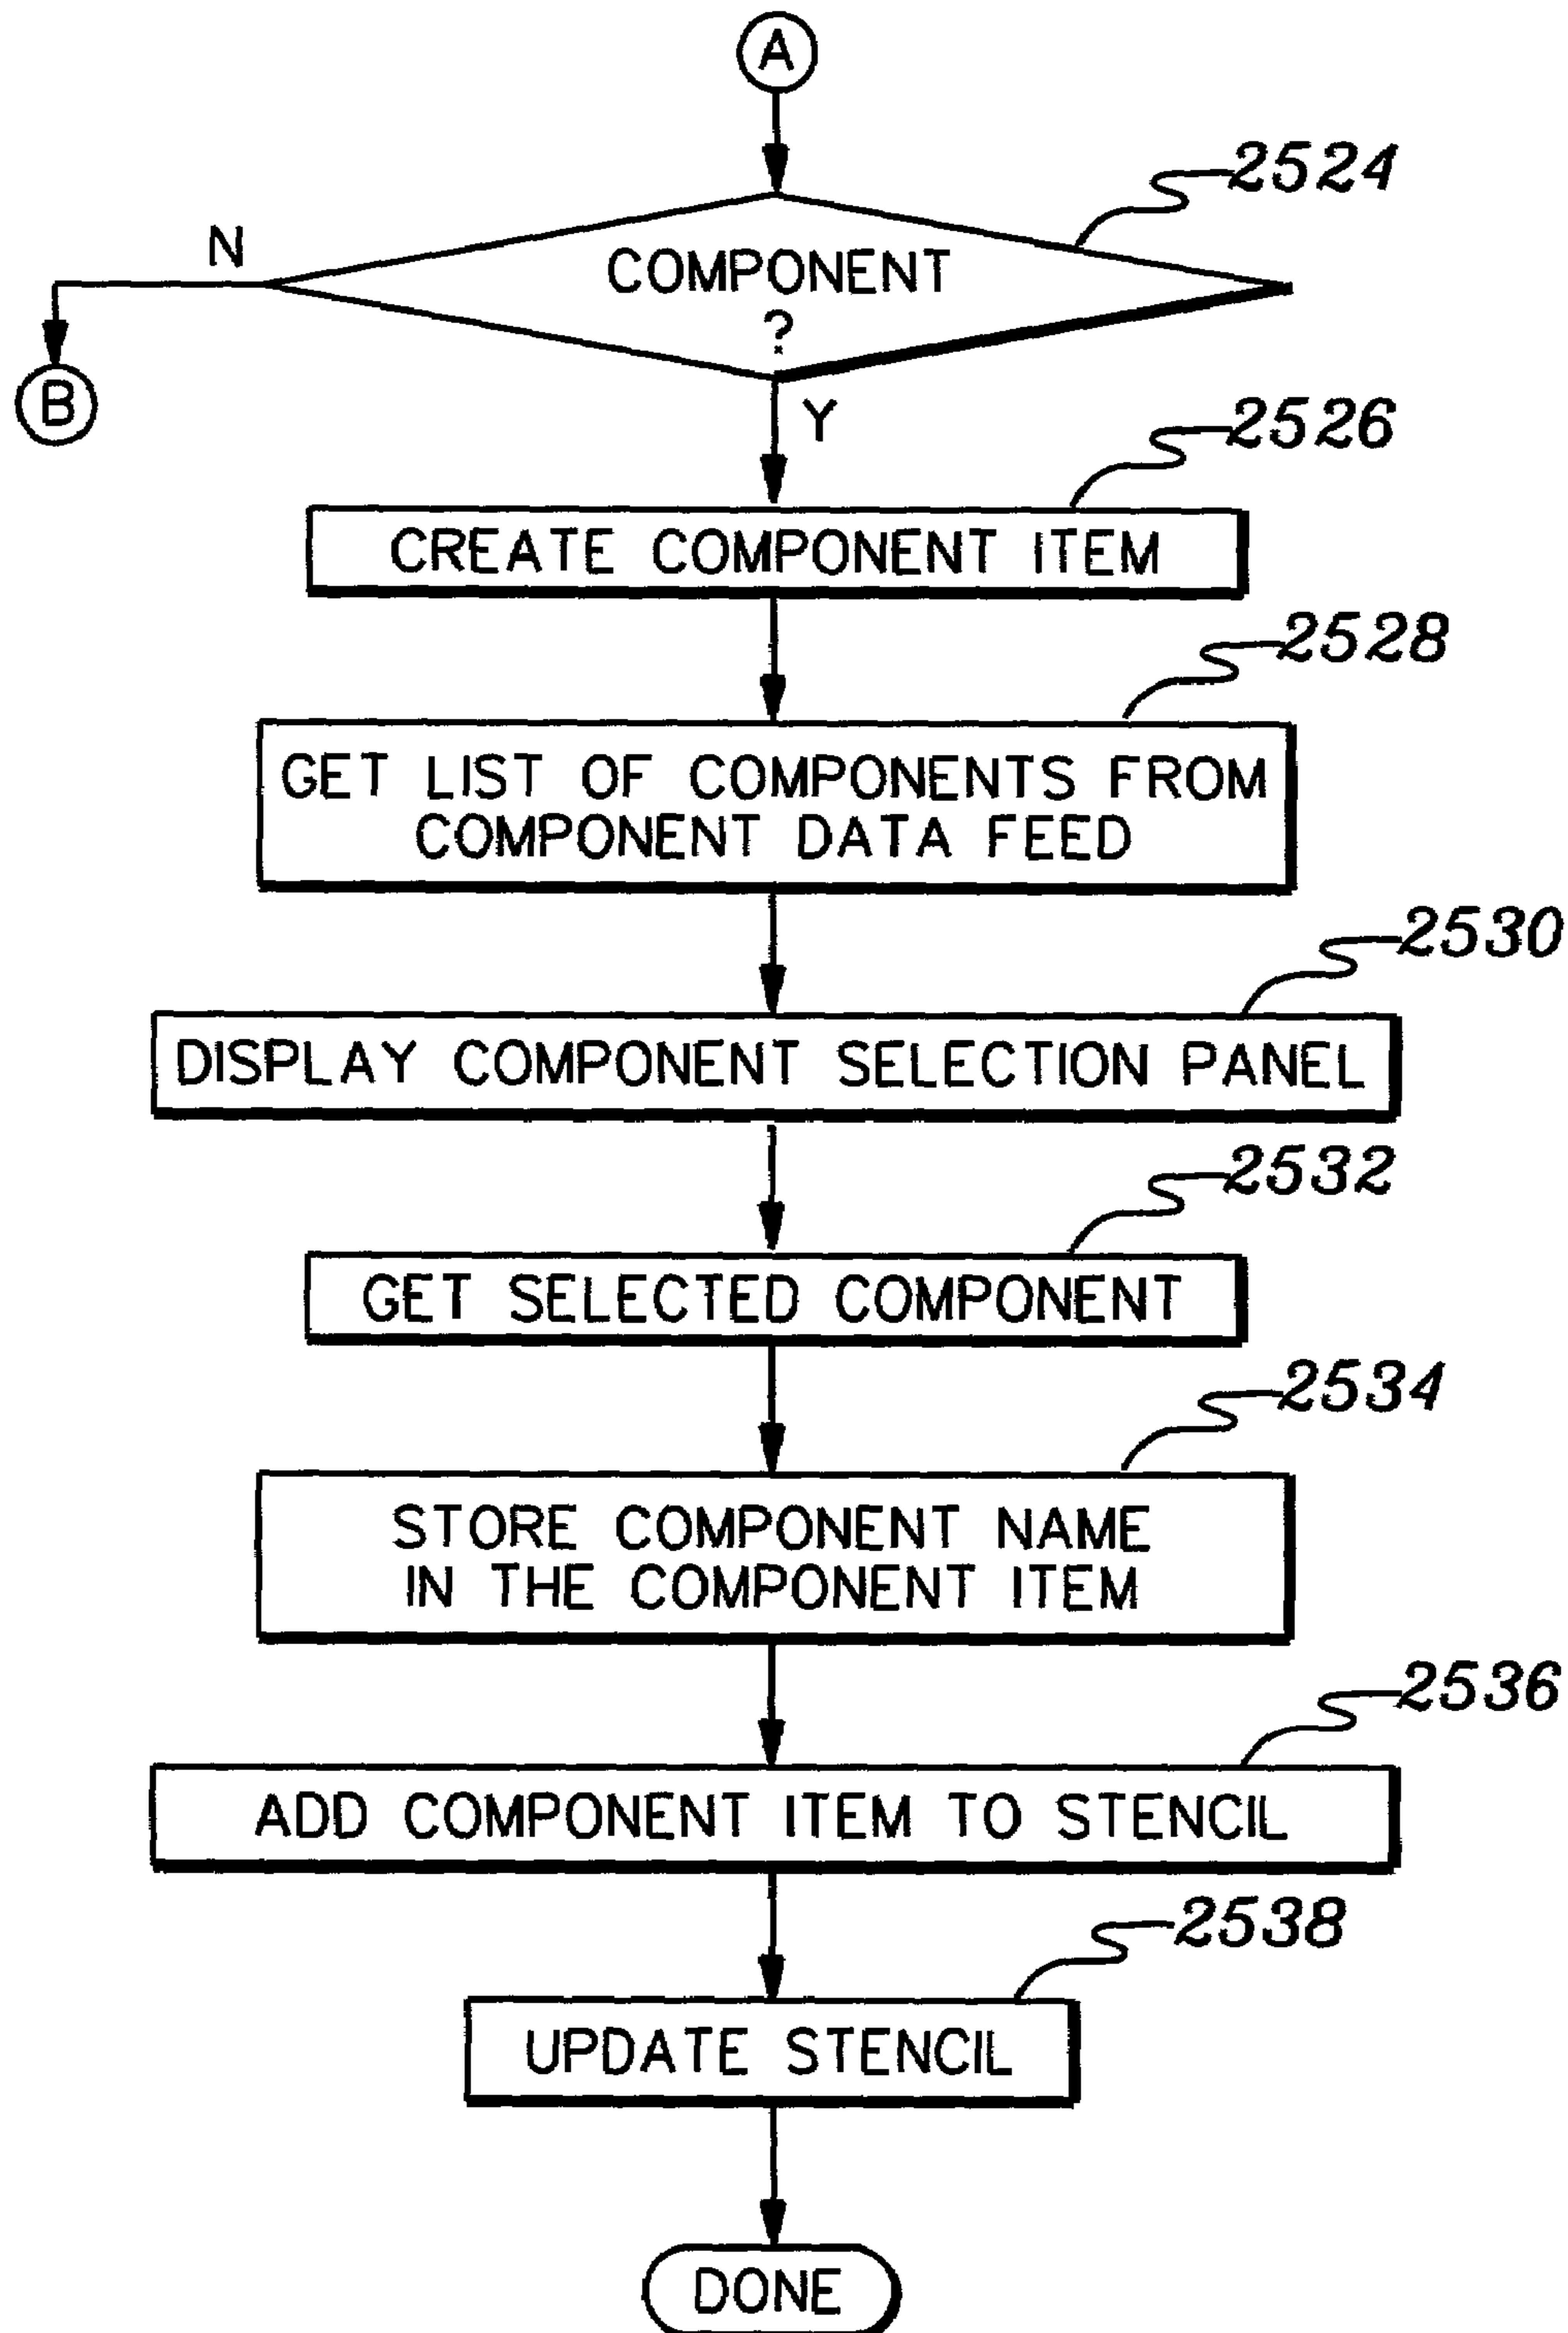 A
2524
N
COMPONENT
?
B
Y
2526
CREATE COMPONENT ITEM
2528
GET LIST OF COMPONENTS FROM
COMPONENT DATA FEED
2530
DISPLAY COMPONENT SELECTION PANEL
2532
GET SELECTED COMPONENT
2534
STORE COMPONENT NAME
IN THE COMPONENT ITEM
2536
ADD COMPONENT ITEM TO STENCIL
2538
UPDATE STENCIL
DONE